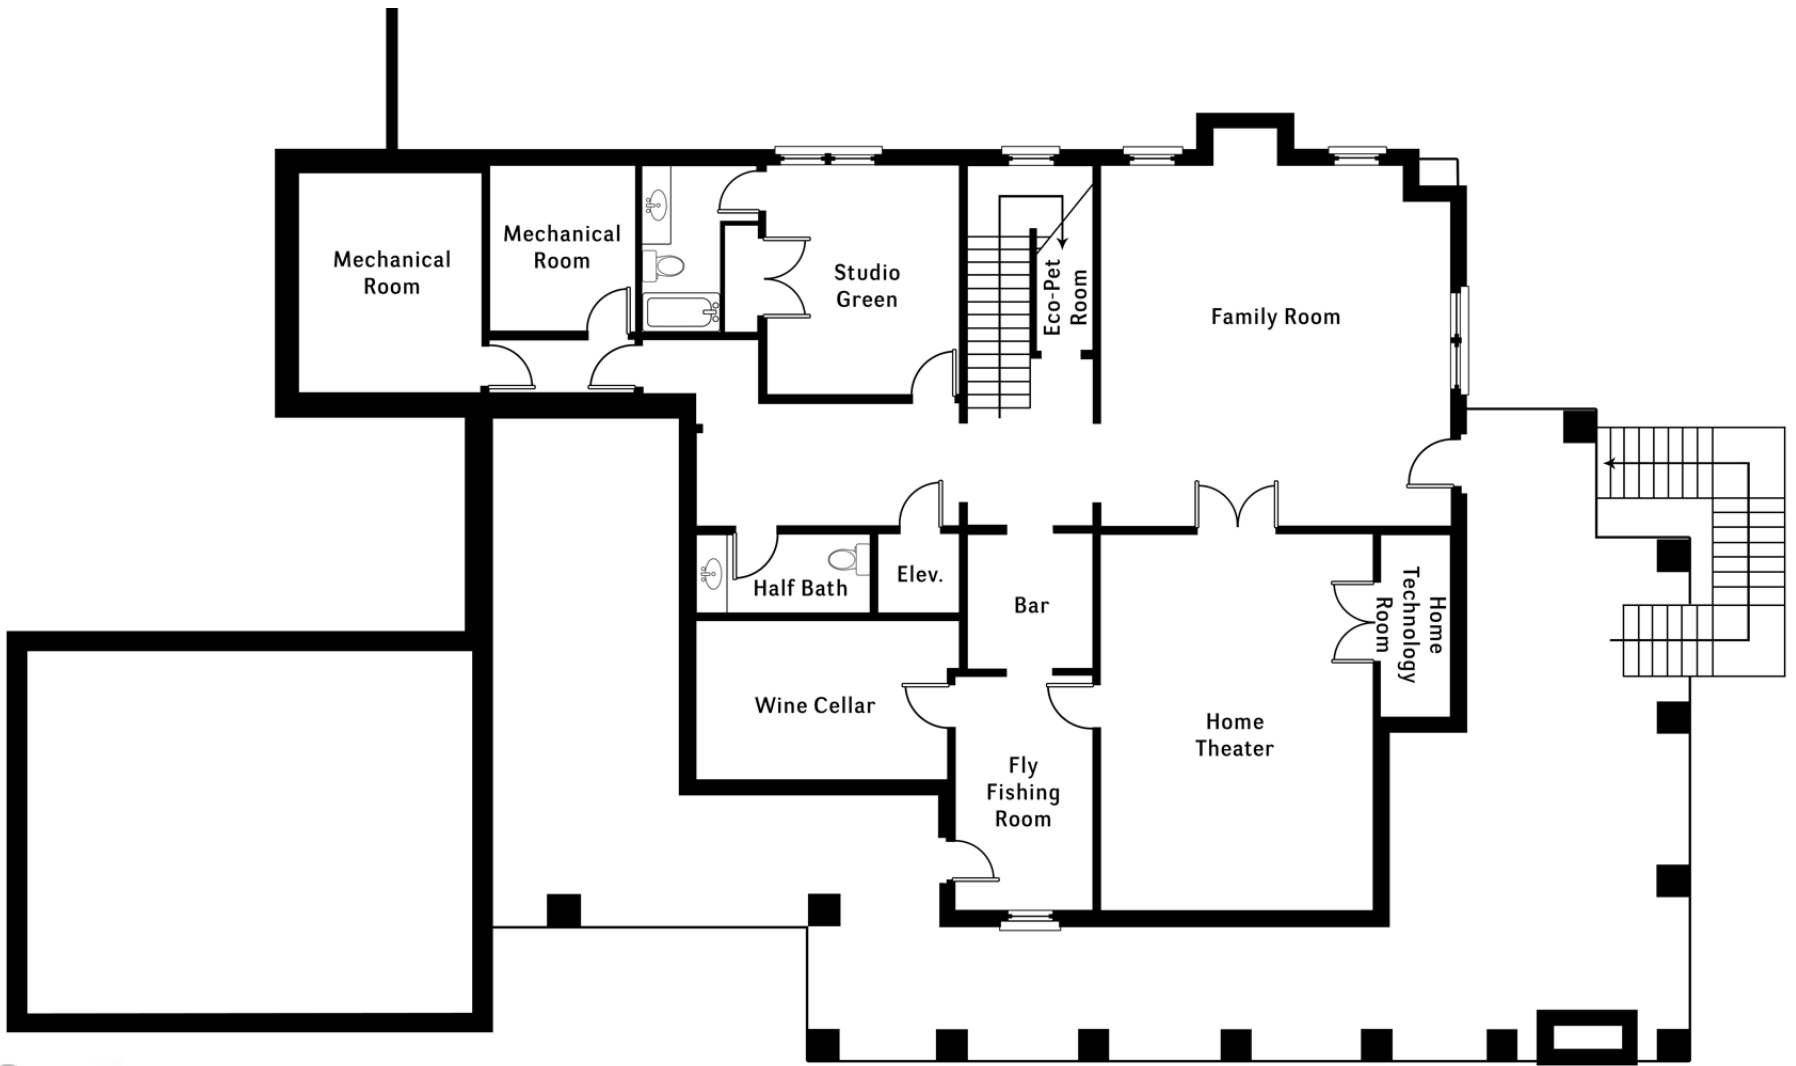 Mechanical
Room
Mechanical
Room
Studio
Green
Eco-Pet
Room
Family Room
Half Bath
Elev.
Bar
Home
Technology
Room
Wine Cellar
Fly
Fishing
Room
Home
Theater